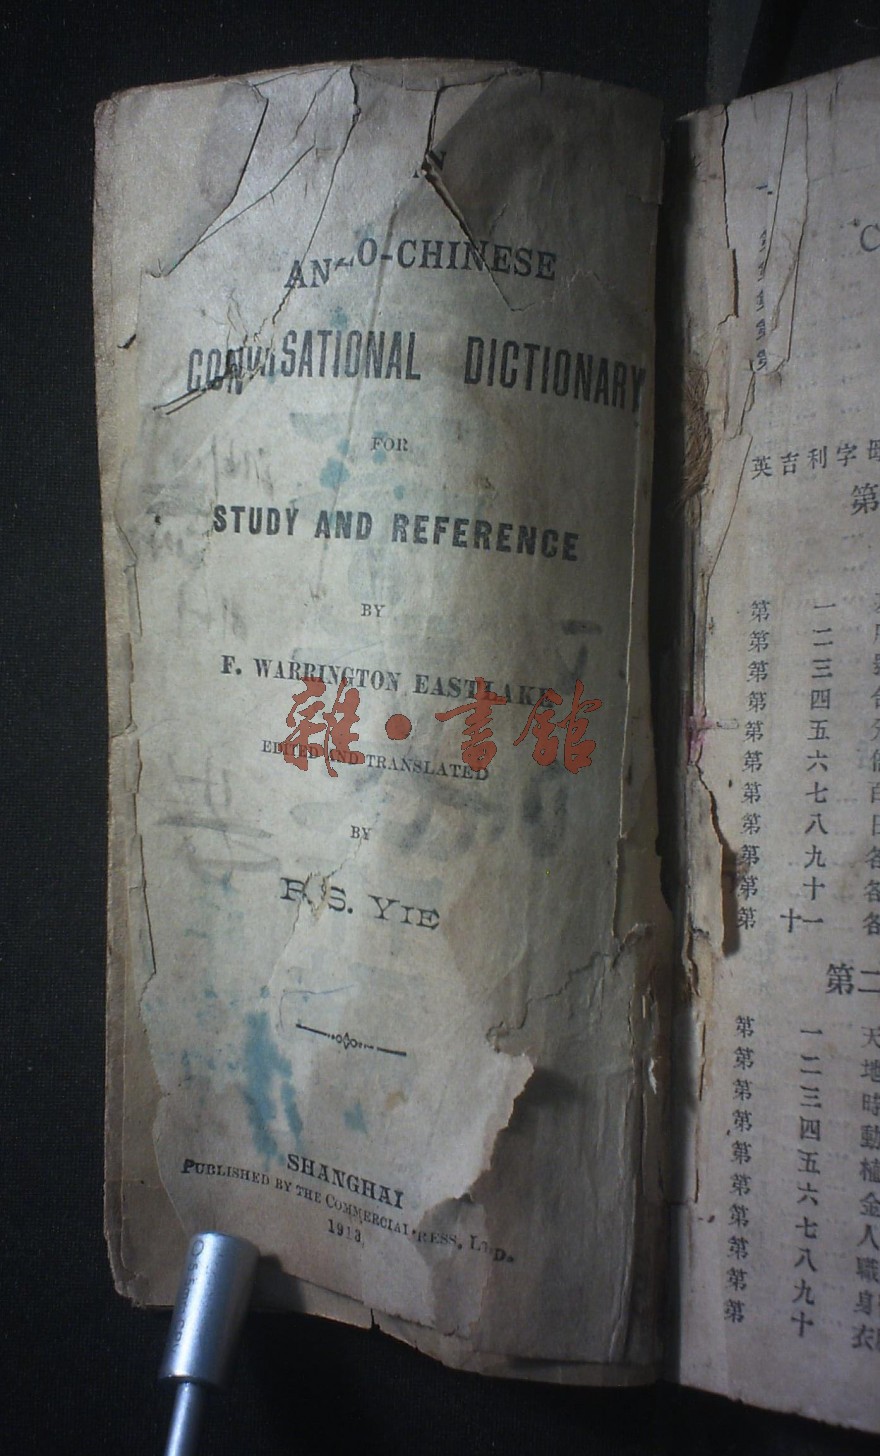 AN
ANGLO-CHINESE
CONVERSATIONAL DICTIONARY
FOR
STUDY AND REFERENCE
BY
F. WARRINGTON EASTLAKE
雜·書館
EDITED AND TRANSLATED
BY
F. S. YIE
SHANGHAI
PUBLISHED BY THE COMMERCIAL PRESS, LTD.
1913
英吉利字母
第
第一
第二
第三
第四
第五
第六
第七
第八
第九
第十
第十一
第二
第一 天
第二 地
第三 時
第四 動
第五 植
第六 金
第七 人
第八 職
第九 身
第十 衣